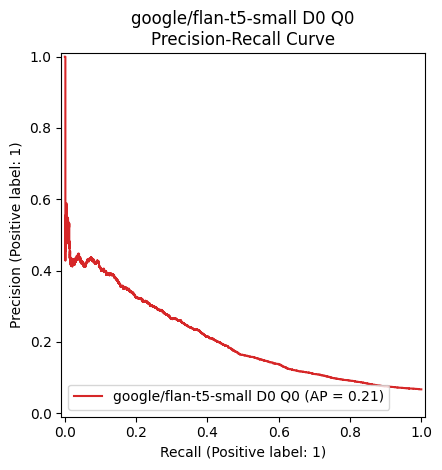 google/flan-t5-small D0 Q0
Precision-Recall Curve
1.0
0.8
0.6
0.4
0.2
0.0
Precision (Positive label: 1)
google/flan-t5-small D0 Q0 (AP = 0.21)
0.0 0.2 0.4 0.6 0.8 1.0
Recall (Positive label: 1)